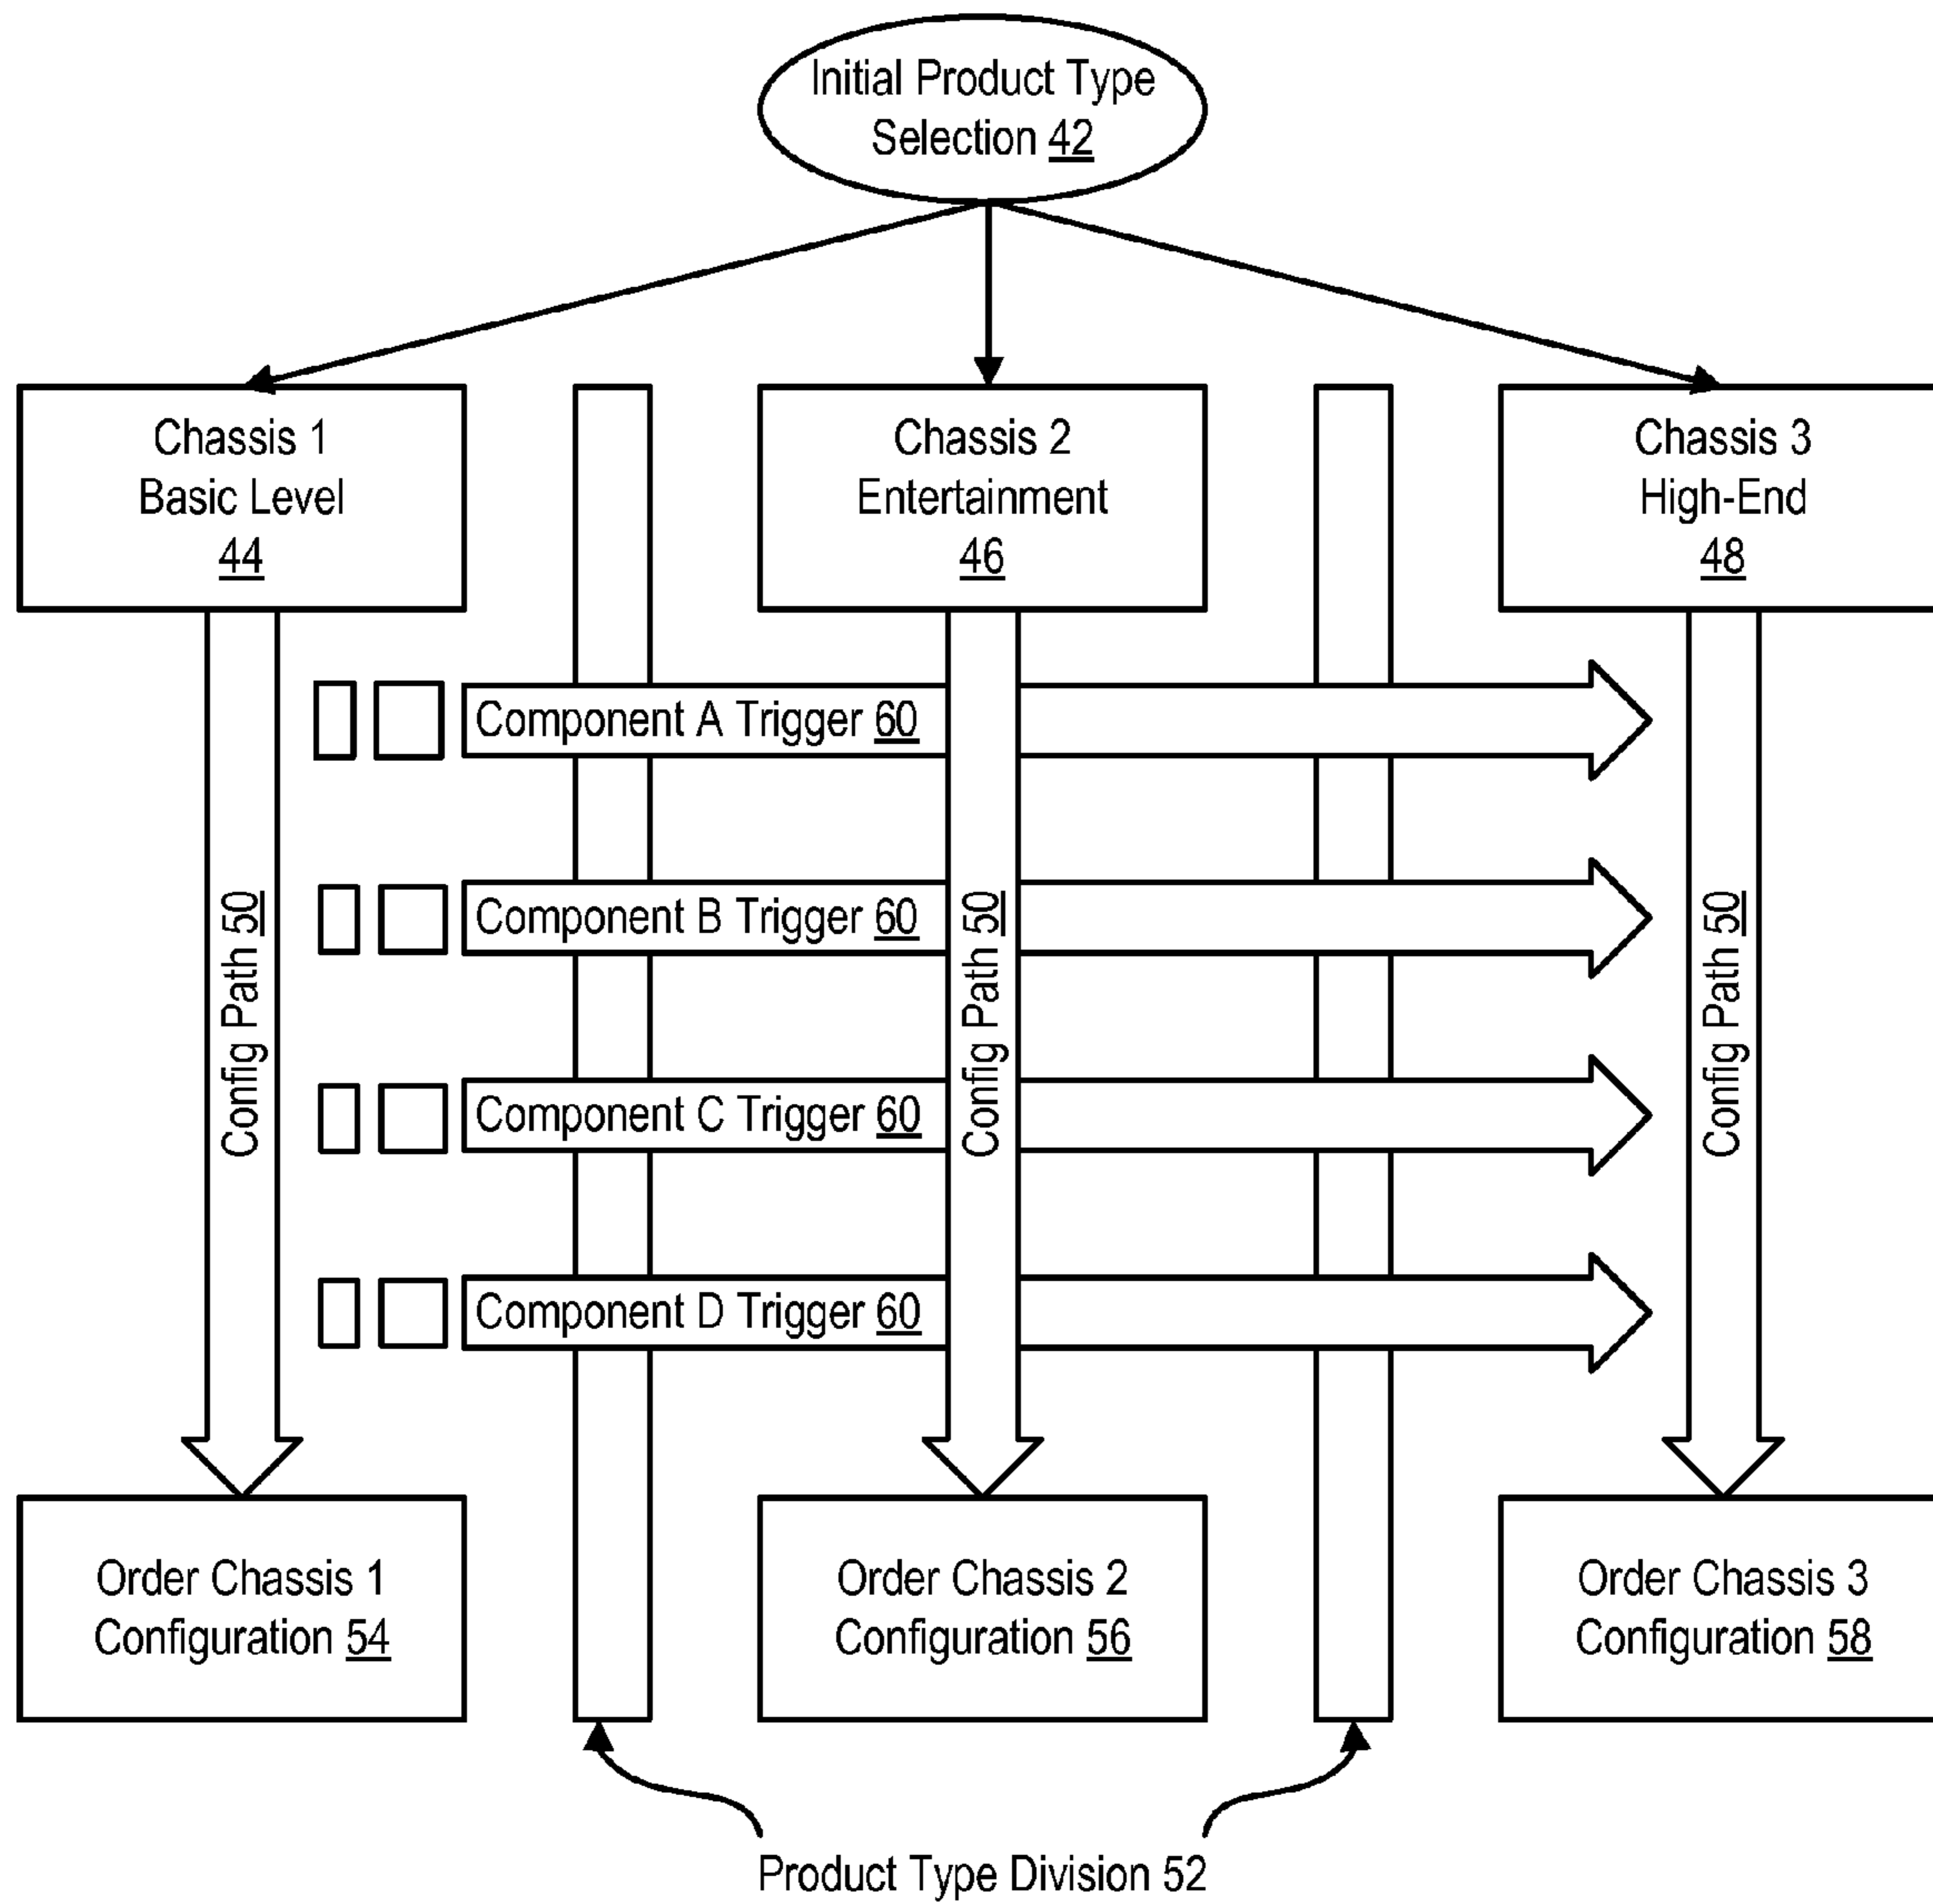 Initial Product Type
Selection 42
Chassis 1
Basic Level
44
Chassis 2
Entertainment
46
Chassis 3
High-End
48
Component A Trigger 60
Component B Trigger 60
Component C Trigger 60
Component D Trigger 60
Config Path 50
Config Path 50
Config Path 50
Order Chassis 1
Configuration 54
Order Chassis 2
Configuration 56
Order Chassis 3
Configuration 58
Product Type Division 52